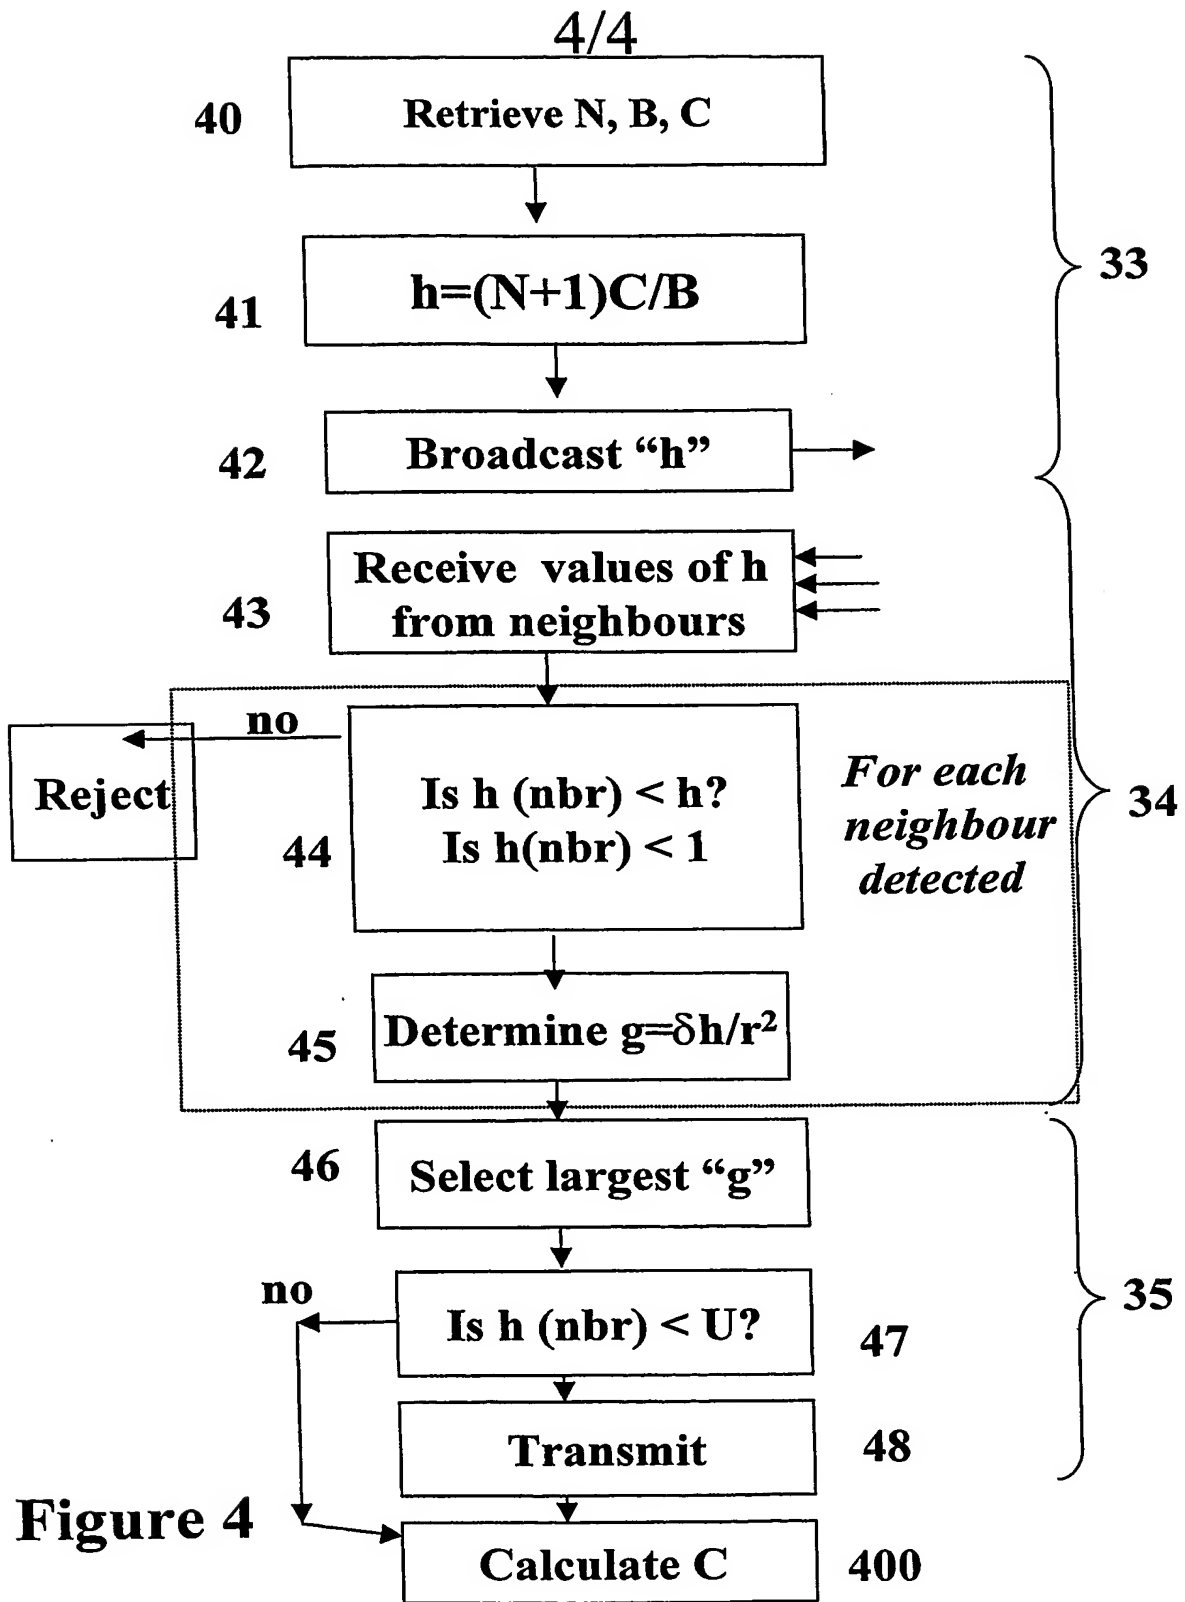 4/4
40
Retrieve N, B, C
33
41
h=(N+1)C/B
42
Broadcast “h”
43
Receive values of h
from neighbours
no
Reject
44
Is h (nbr) < h?
Is h(nbr) < 1
For each
neighbour
detected
34
45
Determine g=δh/r²
46
Select largest “g”
35
no
Is h (nbr) < U?
47
Transmit
48
Figure 4
Calculate C
400